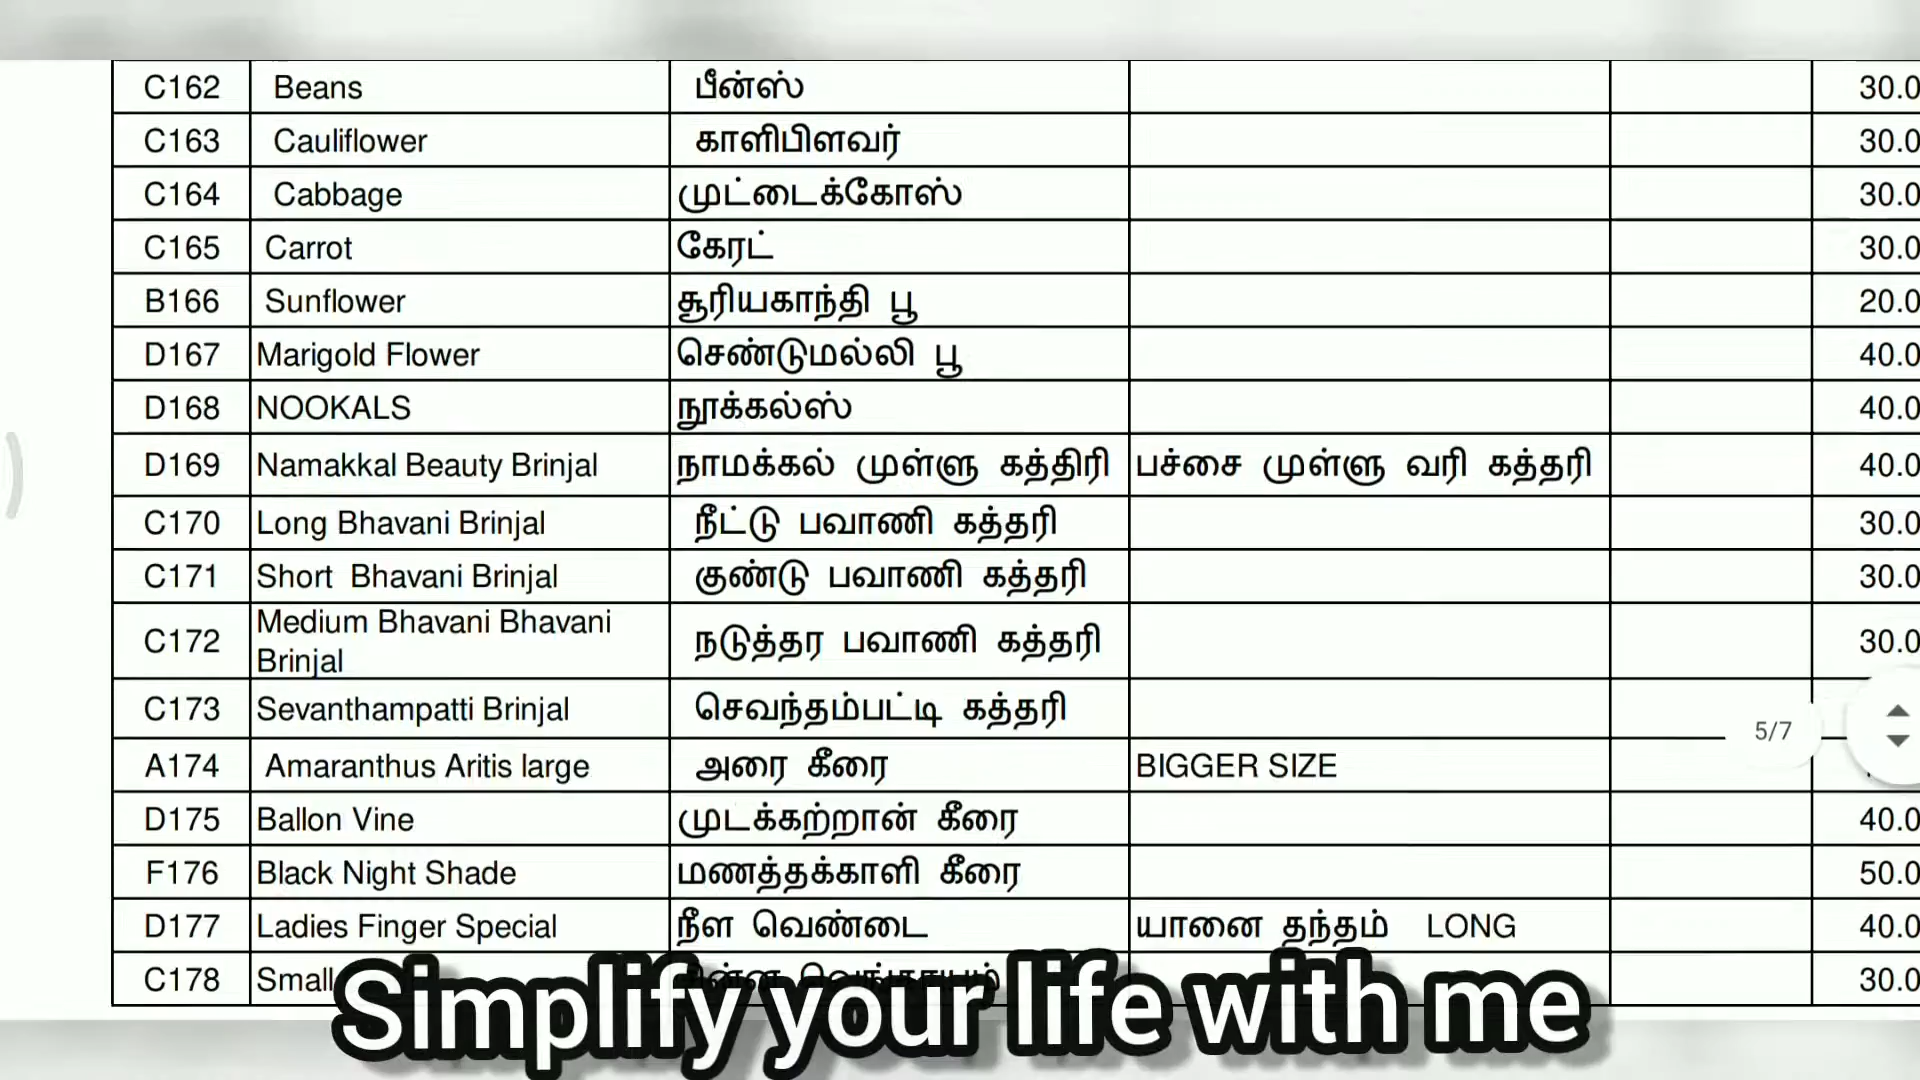 C162 Beans பீன்ஸ் 30.0
C163 Cauliflower காளிபிளவர் 30.0
C164 Cabbage முட்டைக்கோஸ் 30.0
C165 Carrot கேரட் 30.0
B166 Sunflower சூரியகாந்தி பூ 20.0
D167 Marigold Flower செண்டுமல்லி பூ 40.0
D168 NOOKALS நூக்கல்ஸ் 40.0
D169 Namakkal Beauty Brinjal நாமக்கல் முள்ளு கத்திரி பச்சை முள்ளு வரி கத்தரி 40.0
C170 Long Bhavani Brinjal நீட்டு பவாணி கத்தரி 30.0
C171 Short Bhavani Brinjal குண்டு பவாணி கத்தரி 30.0
Medium Bhavani Bhavani
C172 Brinjal நடுத்தர பவாணி கத்தரி 30.0
C173 Sevanthampatti Brinjal செவந்தம்பட்டி கத்தரி
5/7
A174 Amaranthus Aritis large அரை கீரை BIGGER SIZE
D175 Ballon Vine முடக்கற்றான் கீரை 40.0
F176 Black Night Shade மணத்தக்காளி கீரை 50.0
D177 Ladies Finger Special நீள வெண்டை யானை தந்தம் LONG 40.0
C178 Small 30.0
Simplify your life with me